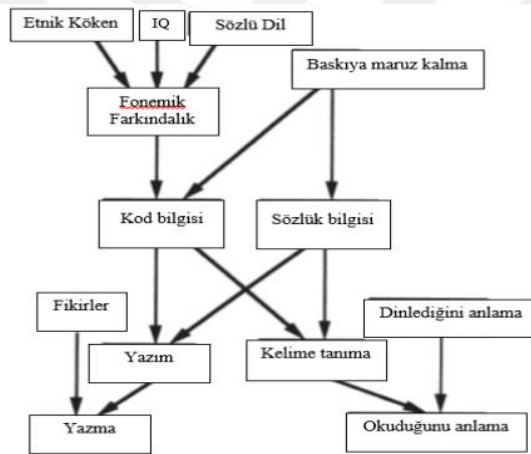 Etnik Köken
IQ
Sözlü Dil
Baskıya maruz kalma
Fonemik
Farkındalık
Kod bilgisi
Sözlük bilgisi
Fikirler
Dinlediğini anlama
Yazım
Kelime tanıma
Yazma
Okuduğunu anlama